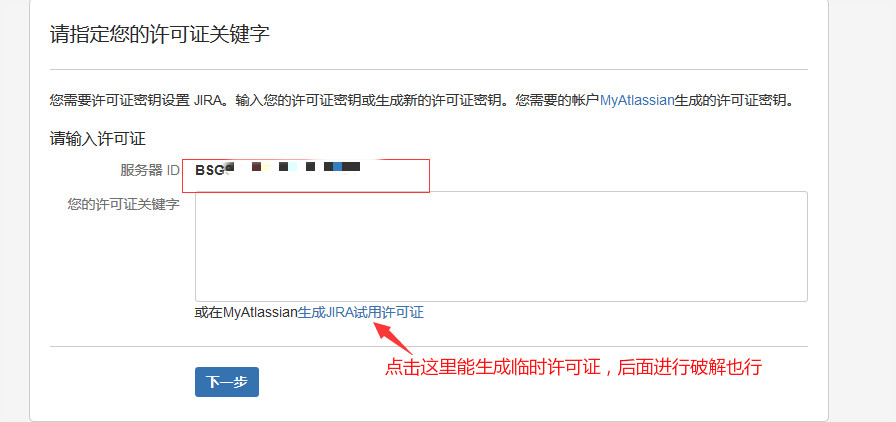 请指定您的许可证关键字
您需要许可证密钥设置 JIRA。输入您的许可证密钥或生成新的许可证密钥。您需要的帐户MyAtlassian生成的许可证密钥。
请输入许可证
服务器 ID BSG
您的许可证关键字
或在MyAtlassian生成JIRA试用许可证
点击这里能生成临时许可证，后面进行破解也行
下一步